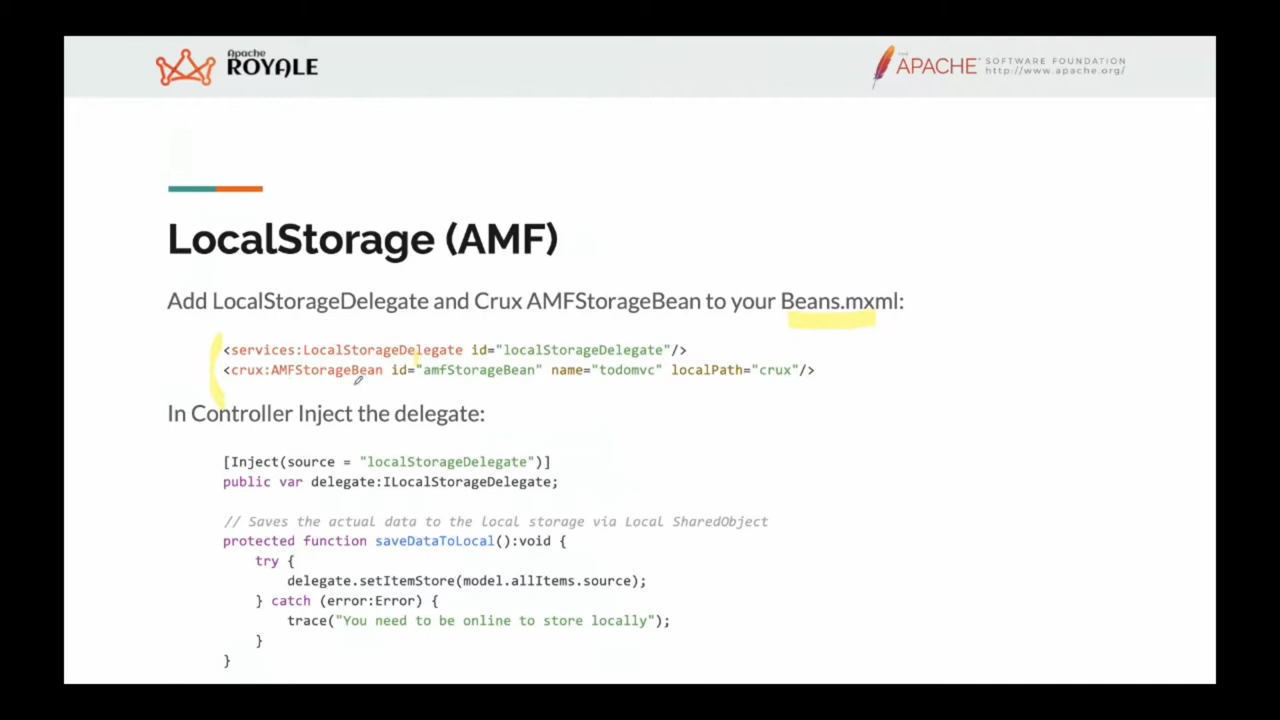 Apache
ROYALE
THE
APACHE SOFTWARE FOUNDATION
http://www.apache.org/
LocalStorage (AMF)
Add LocalStorageDelegate and Crux AMFStorageBean to your Beans.mxml:
<services:LocalStorageDelegate id="localStorageDelegate"/>
<crux:AMFStorageBean id="amfStorageBean" name="todomvc" localPath="crux"/>
In Controller Inject the delegate:
[Inject(source = "localStorageDelegate")]
public var delegate:ILocalStorageDelegate;
// Saves the actual data to the local storage via Local SharedObject
protected function saveDataToLocal():void {
try {
delegate.setItemStore(model.allItems.source);
} catch (error:Error) {
trace("You need to be online to store locally");
}
}